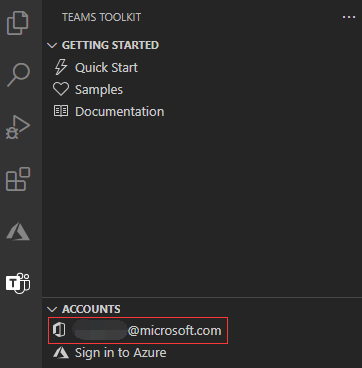 TEAMS TOOLKIT
GETTING STARTED
Quick Start
Samples
Documentation
ACCOUNTS
@microsoft.com
Sign in to Azure